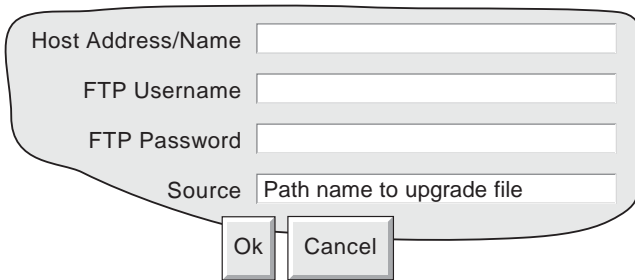 Host Address/Name
FTP Username
FTP Password
Source Path name to upgrade file
Ok Cancel